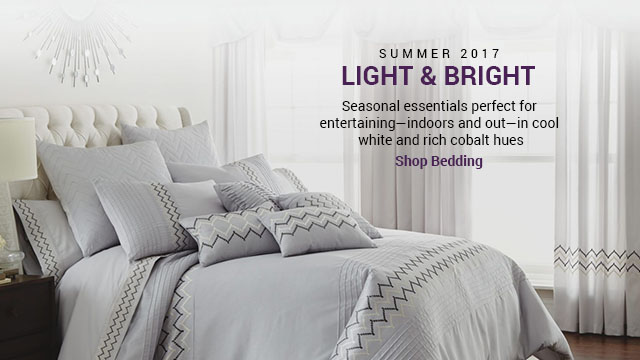 SUMMER 2017
LIGHT & BRIGHT
Seasonal essentials perfect for
entertaining—indoors and out—in cool
white and rich cobalt hues
Shop Bedding